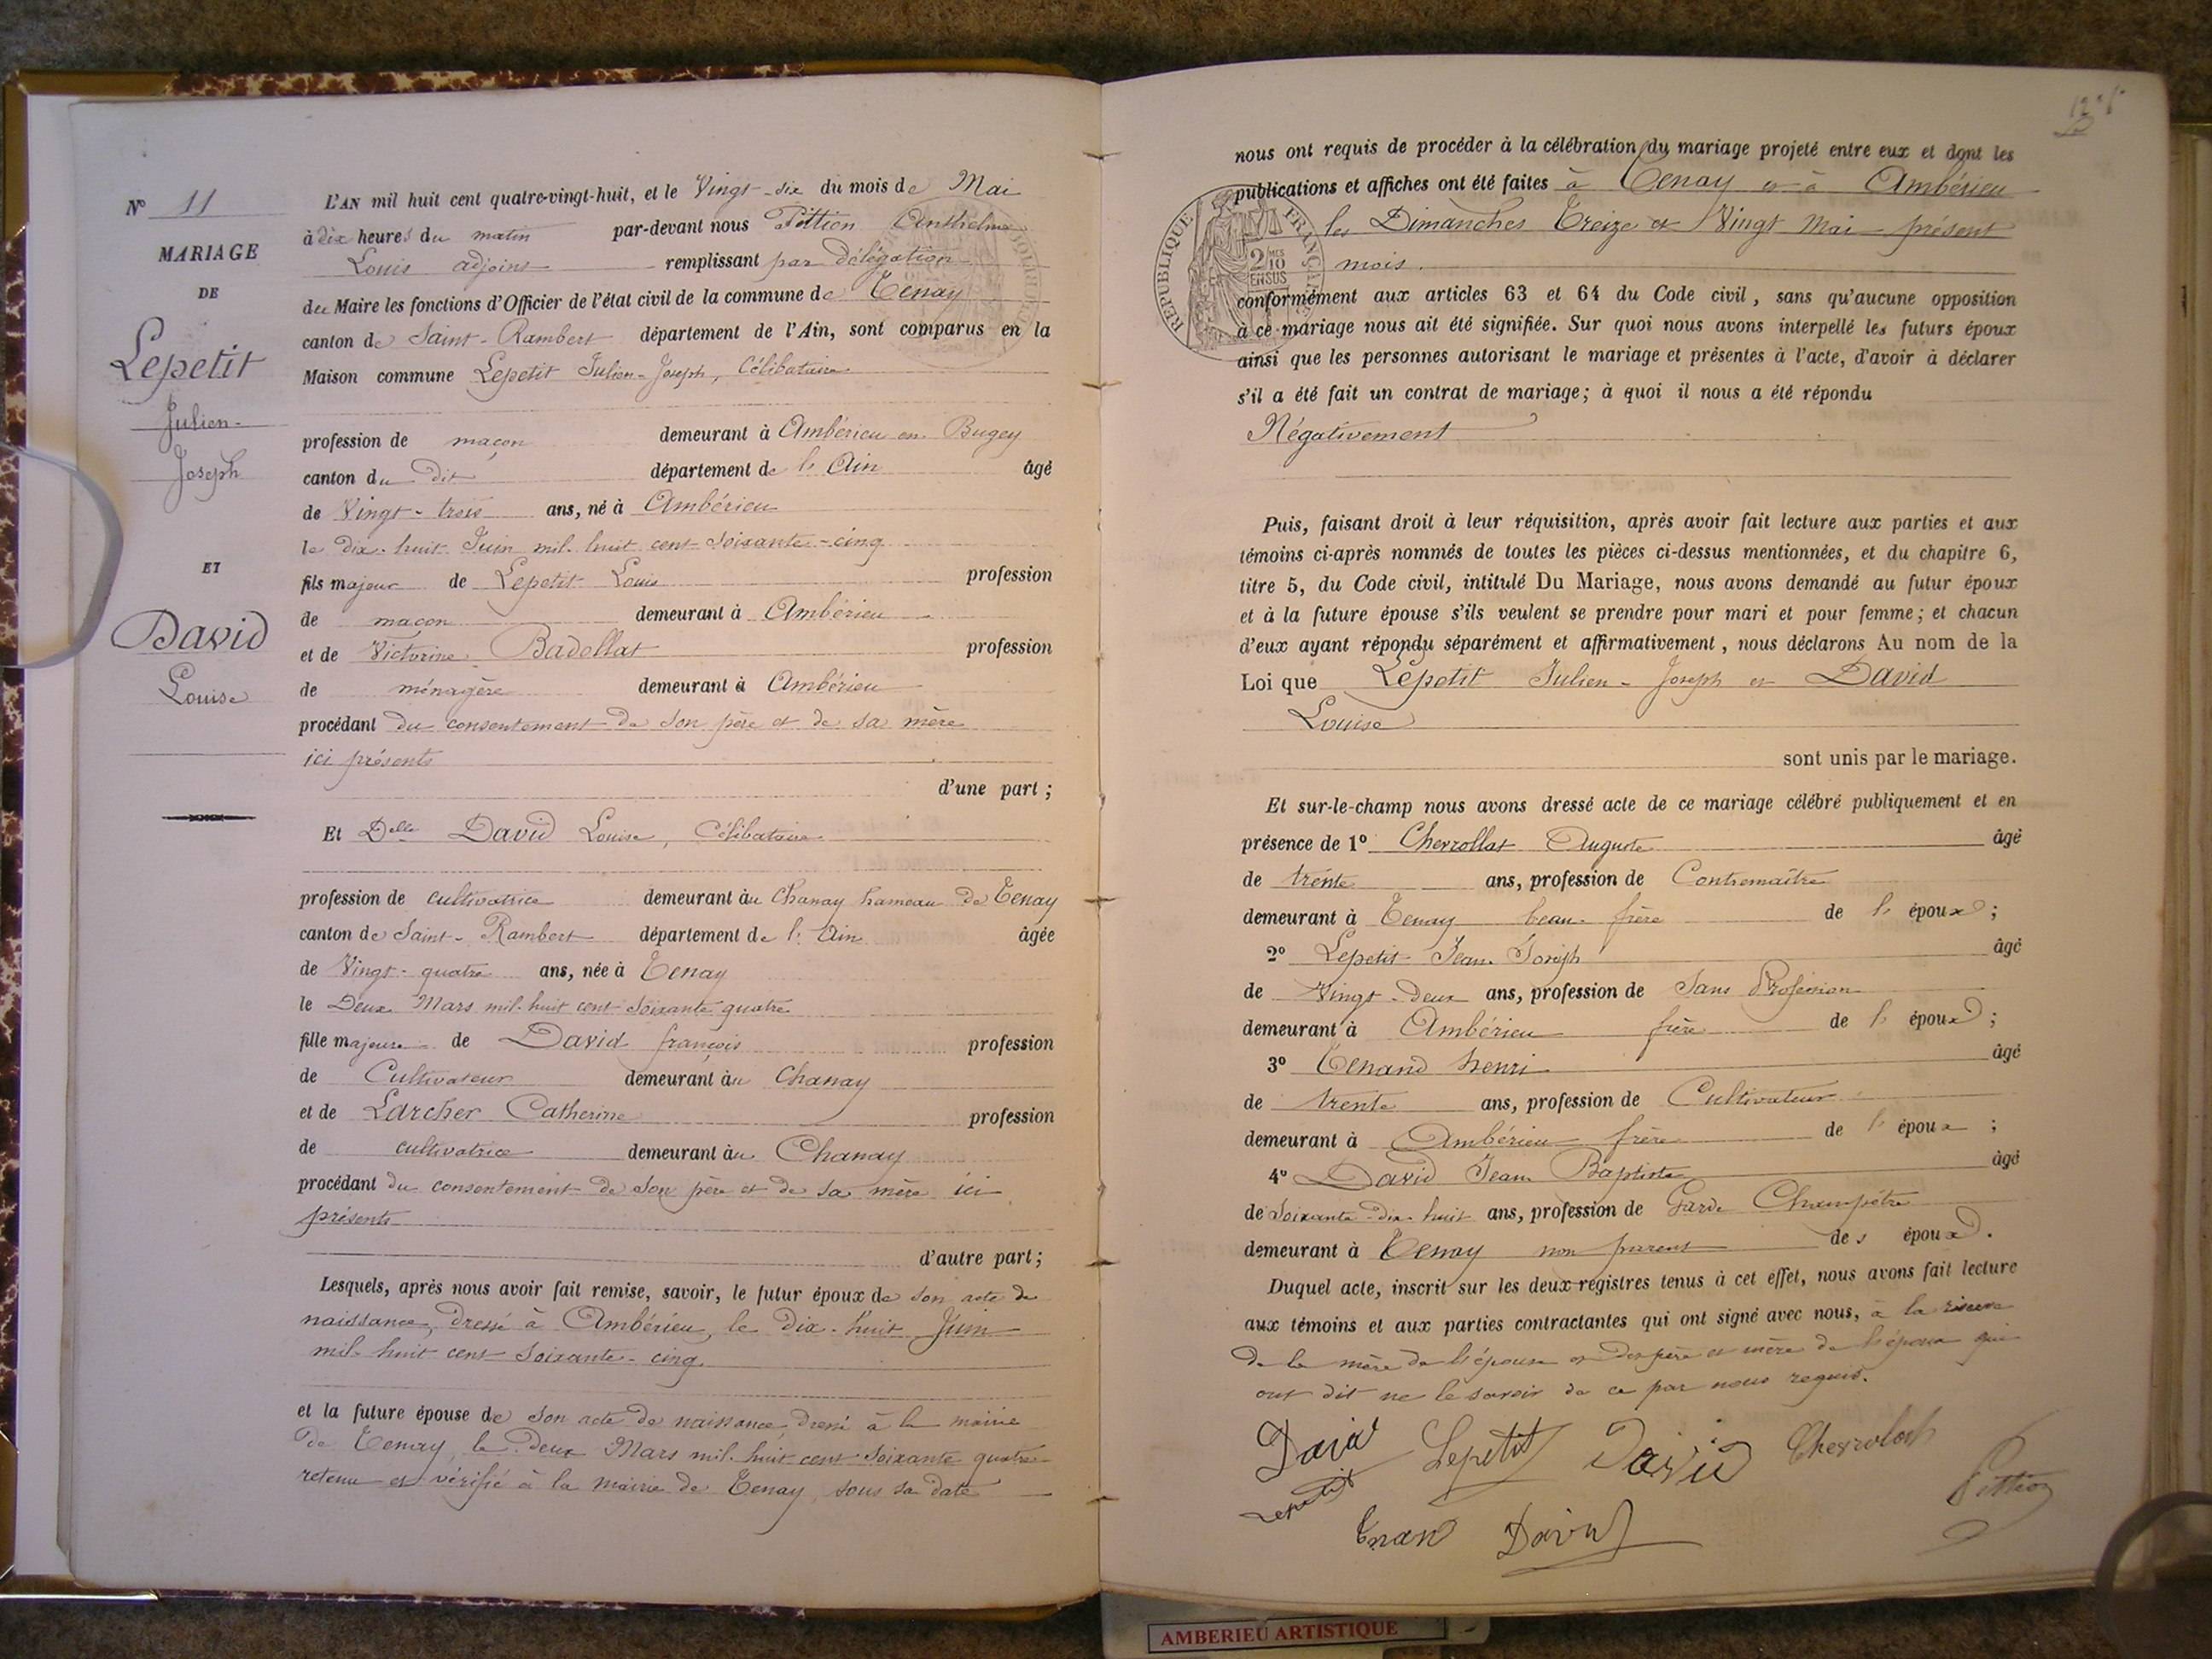 Nº 11
MARIAGE
DE
Lepetit
Julien-
Joseph
ET
David
Louise
L'AN mil huit cent quatre-vingt-huit, et le Vingt-six du mois de Mai
à dix heures du matin par-devant nous Pittion Anthelme
Louis adjoint remplissant par délégation
du Maire les fonctions d'Officier de l'état civil de la commune de Tenay
canton de Saint-Rambert département de l'Ain, sont comparus en la
Maison commune Lepetit Julien-Joseph, Célibataire
profession de maçon demeurant à Ambérieu en Bugey
canton du dit département de l'Ain âgé
de Vingt-trois ans, né à Ambérieu
le dix-huit Juin mil-huit cent soixante-cinq
fils majeur de Lepetit Louis profession
de maçon demeurant à Ambérieu
et de Victorine Badollat profession
de ménagère demeurant à Ambérieu
procédant du consentement de son père et de sa mère
ici présents
d'une part ;
Et Delle David Louise, Célibataire
profession de cultivatrice demeurant au Chanay hameau de Tenay
canton de Saint-Rambert département de l'Ain âgée
de Vingt-quatre ans, née à Tenay
le Deux Mars mil-huit cent soixante quatre
fille majeure de David françois profession
de Cultivateur demeurant au Chanay
et de Larcher Catherine profession
de cultivatrice demeurant au Chanay
procédant du consentement de son père et de sa mère ici
présents
d'autre part ;
Lesquels, après nous avoir fait remise, savoir, le futur époux de son acte de
naissance, dressé à Ambérieu, le dix-huit Juin
mil-huit cent soixante-cinq.
et la future épouse de son acte de naissance, dressé à la mairie
de Tenay, le deux Mars mil-huit cent soixante quatre
retenu et vérifié à la mairie de Tenay, sous sa date
nous ont requis de procéder à la célébration du mariage projeté entre eux et dont les
publications et affiches ont été faites à Tenay et à Ambérieu
les Dimanches Treize et Vingt Mai présent
mois.
conformément aux articles 63 et 64 du Code civil, sans qu'aucune opposition
à ce mariage nous ait été signifiée. Sur quoi nous avons interpellé les futurs époux
ainsi que les personnes autorisant le mariage et présentes à l'acte, d'avoir à déclarer
s'il a été fait un contrat de mariage; à quoi il nous a été répondu
Négativement
Puis, faisant droit à leur réquisition, après avoir fait lecture aux parties et aux
témoins ci-après nommés de toutes les pièces ci-dessus mentionnées, et du chapitre 6,
titre 5, du Code civil, intitulé Du Mariage, nous avons demandé au futur époux
et à la future épouse s'ils veulent se prendre pour mari et pour femme; et chacun
d'eux ayant répondu séparément et affirmativement, nous déclarons Au nom de la
Loi que Lepetit Julien-Joseph et David
Louise
sont unis par le mariage.
Et sur-le-champ nous avons dressé acte de ce mariage célébré publiquement et en
présence de 1º Chevrollat Auguste âgé
de trente ans, profession de Contremaître
demeurant à Tenay beau-frère de l'époux ;
2º Lepetit Jean-Joseph âgé
de Vingt-Deux ans, profession de Sans Profession
demeurant à Ambérieu frère de l'époux ;
3º Tenand henri âgé
de trente ans, profession de Cultivateur
demeurant à Ambérieu frère de l'époux ;
4º David Jean Baptiste âgé
de Soixante-dix-huit ans, profession de Garde Champêtre
demeurant à Tenay non parent des époux.
Duquel acte, inscrit sur les deux registres tenus à cet effet, nous avons fait lecture
aux témoins et aux parties contractantes qui ont signé avec nous, à la réserve
de la mère de l'épouse et des père et mère de l'époux qui
ont dit ne le savoir de ce par nous requis.
David Lepetit David Chevrolat
Lepetit Pittion
Tnan David
REPUBLIQUE FRANÇAISE
2 MES
10
EN SUS
AMBERIEU ARTISTIQUE